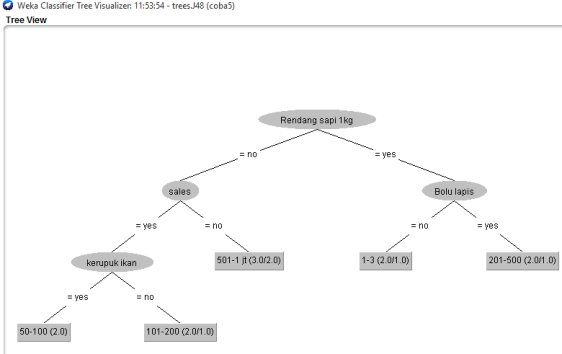 Weka Classifier Tree Visualizer: 11:53:54 - trees.J48 (coba5)
Tree View
Rendang sapi 1kg
= no
= yes
sales
Bolu lapis
= yes
= no
= no
= yes
kerupuk ikan
501-1 jt (3.0/2.0)
1-3 (2.0/1.0)
201-500 (2.0/1.0)
= yes
= no
50-100 (2.0)
101-200 (2.0/1.0)